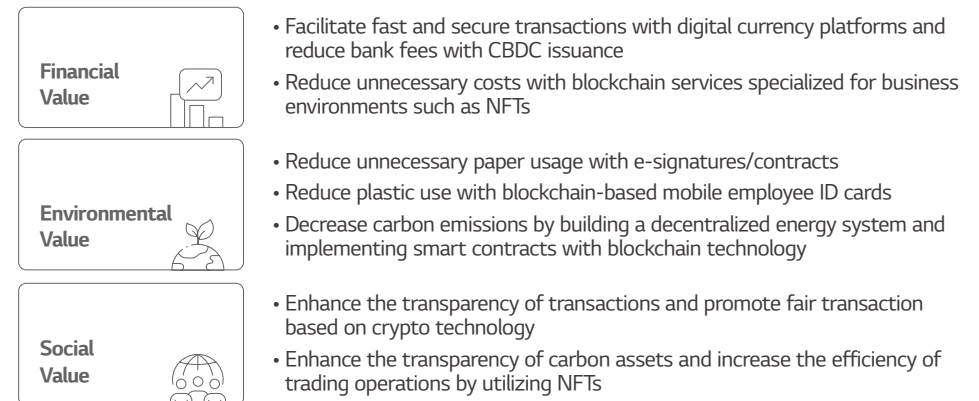 Financial
Value
• Facilitate fast and secure transactions with digital currency platforms and
reduce bank fees with CBDC issuance
• Reduce unnecessary costs with blockchain services specialized for business
environments such as NFTs
Environmental
Value
• Reduce unnecessary paper usage with e-signatures/contracts
• Reduce plastic use with blockchain-based mobile employee ID cards
• Decrease carbon emissions by building a decentralized energy system and
implementing smart contracts with blockchain technology
Social
Value
• Enhance the transparency of transactions and promote fair transaction
based on crypto technology
• Enhance the transparency of carbon assets and increase the efficiency of
trading operations by utilizing NFTs